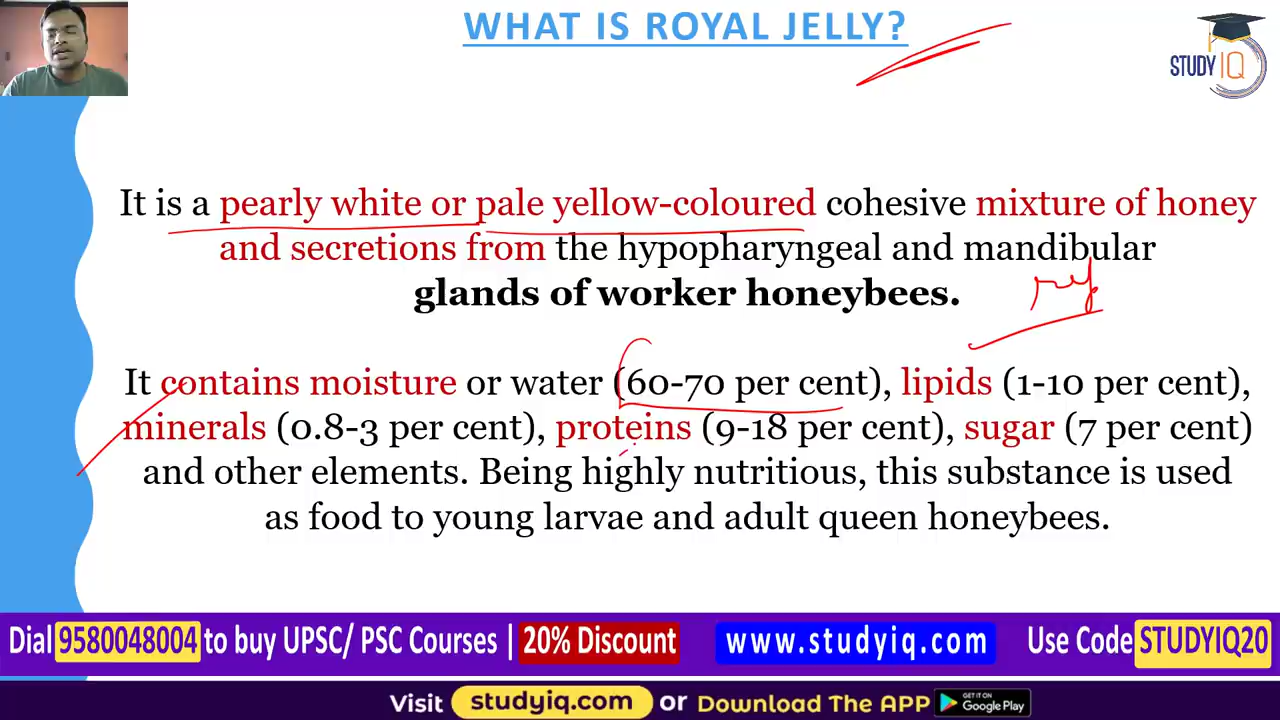 WHAT IS ROYAL JELLY?
STUDY IQ
It is a pearly white or pale yellow-coloured cohesive mixture of honey
and secretions from the hypopharyngeal and mandibular
glands of worker honeybees.
It contains moisture or water (60-70 per cent), lipids (1-10 per cent),
minerals (0.8-3 per cent), proteins (9-18 per cent), sugar (7 per cent)
and other elements. Being highly nutritious, this substance is used
as food to young larvae and adult queen honeybees.
Dial 9580048004 to buy UPSC/ PSC Courses | 20% Discount www.studyiq.com Use Code STUDYIQ20
Visit studyiq.com or Download The APP GET IT ON Google Play